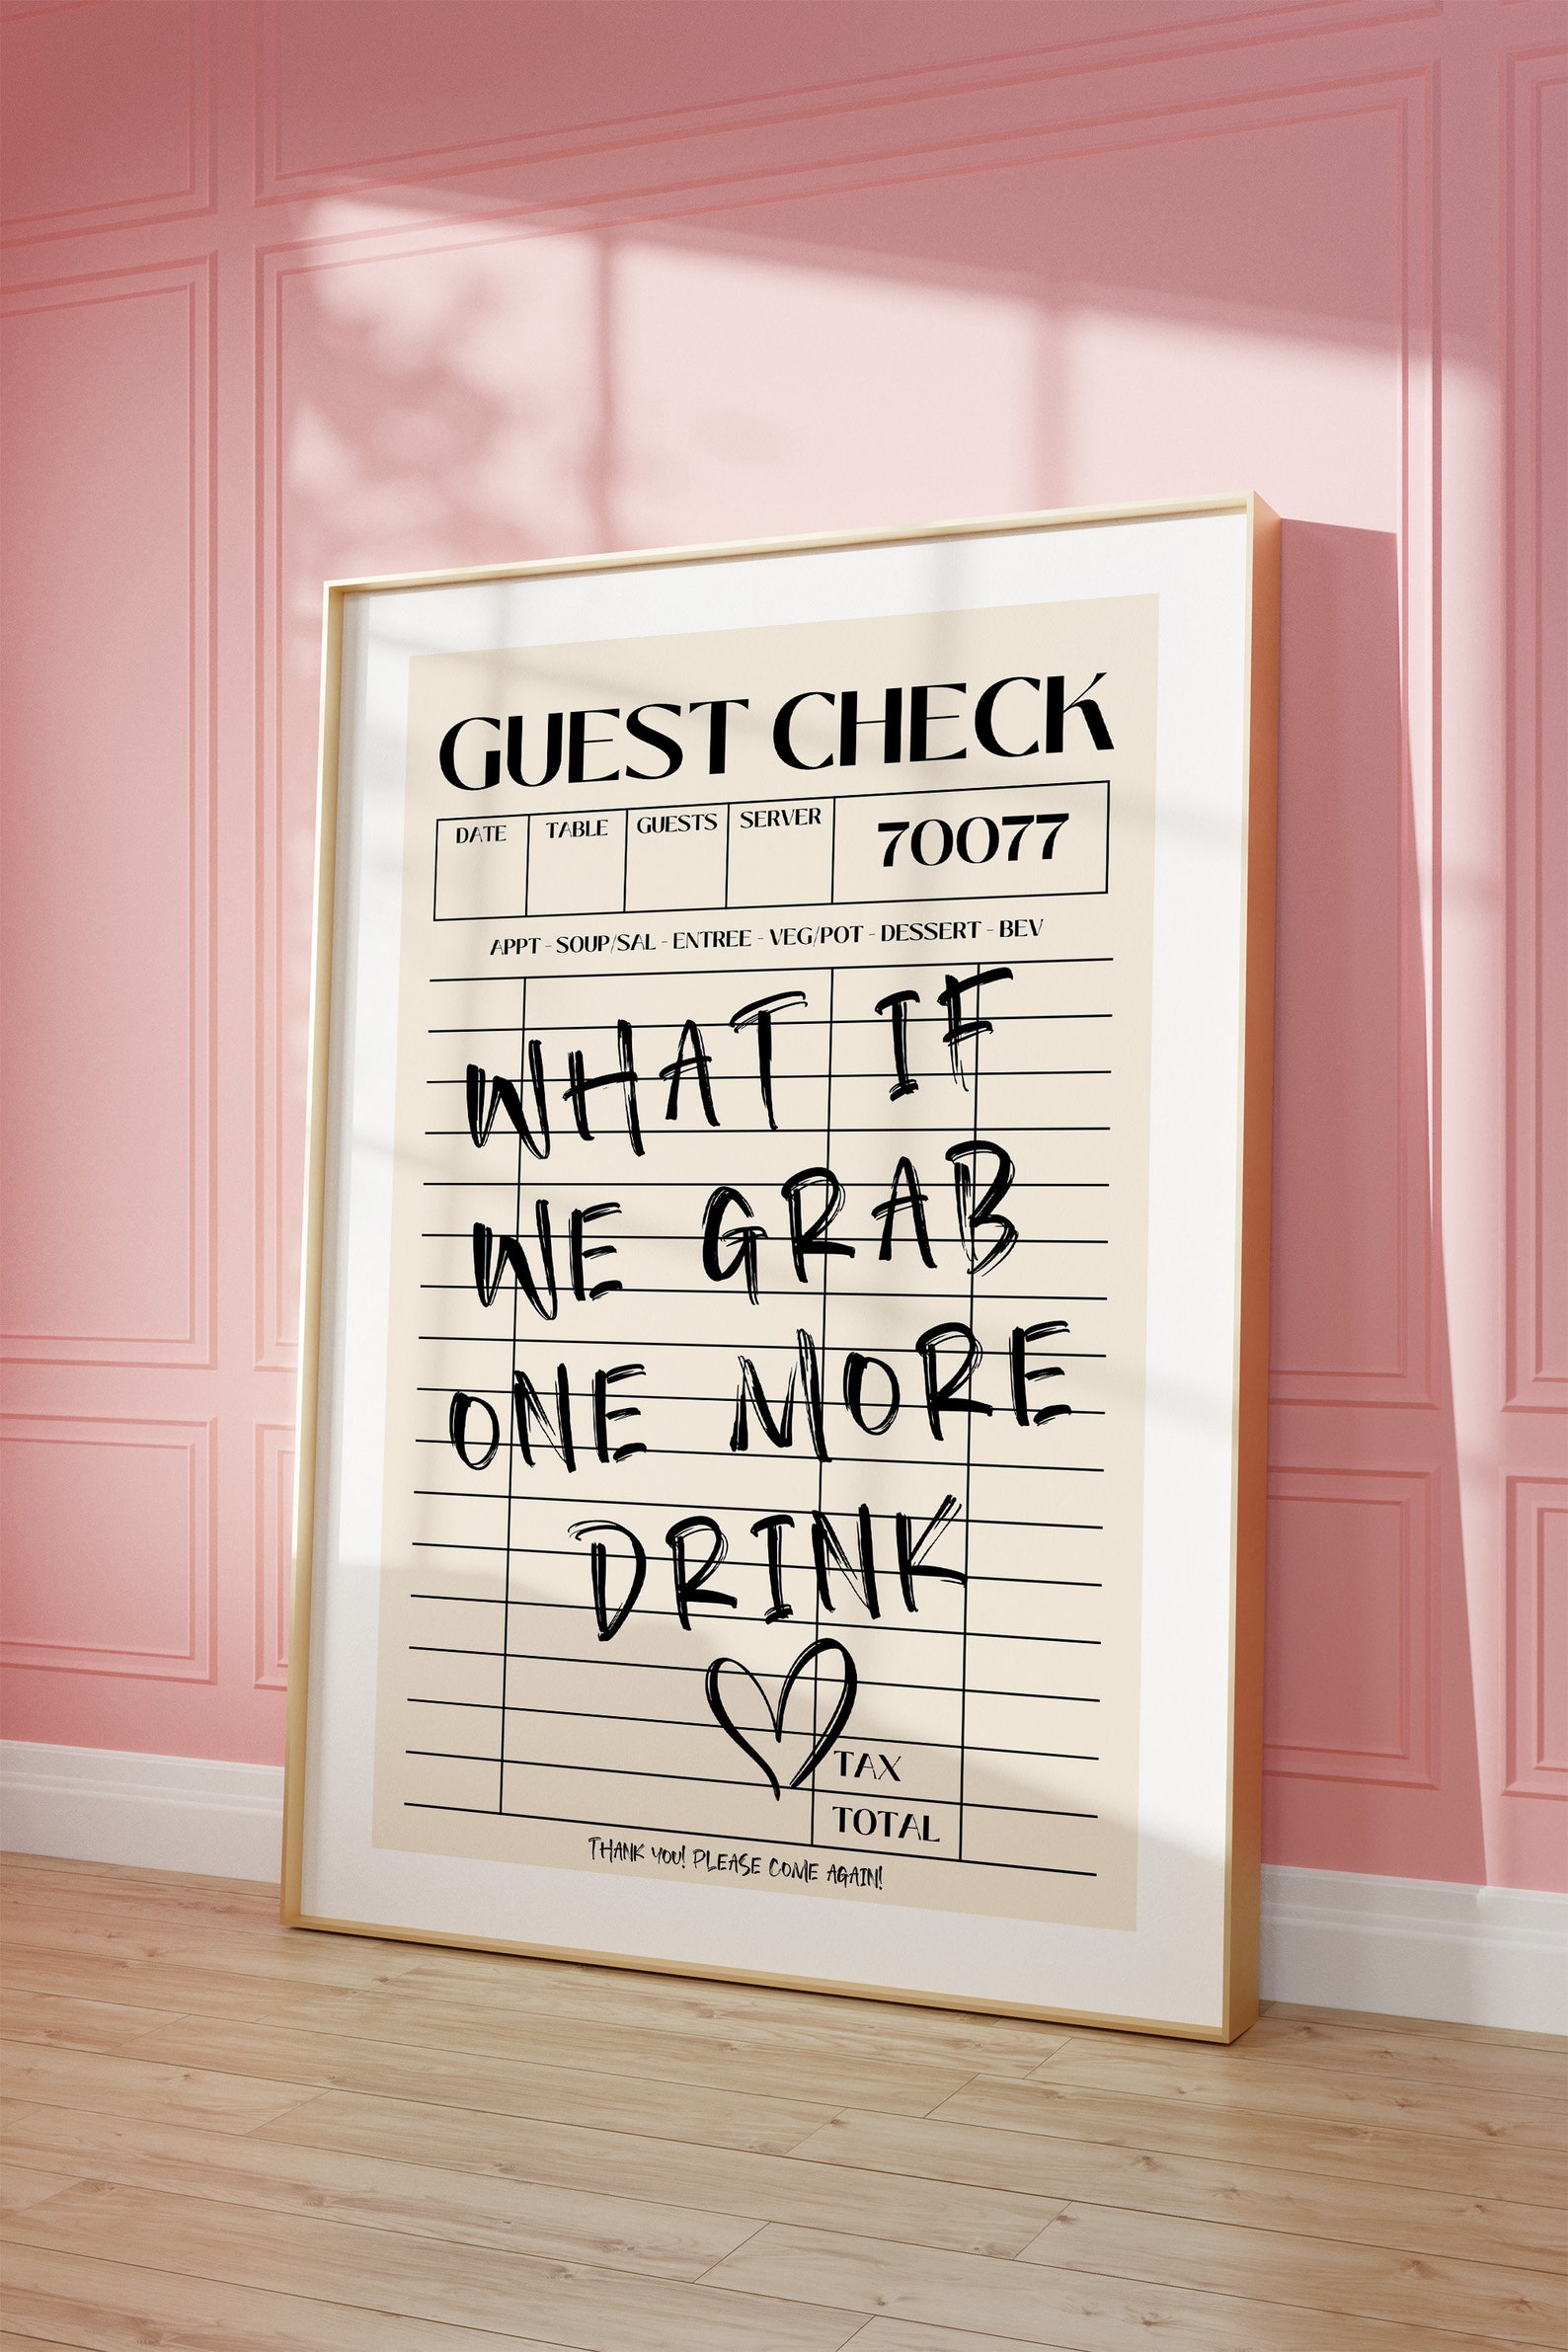 GUEST CHECK
DATE TABLE GUESTS SERVER 70077
APPT - SOUP/SAL - ENTREE - VEG/POT - DESSERT - BEV
WHAT IF
WE GRAB
ONE MORE
DRINK
TAX
TOTAL
THANK YOU! PLEASE COME AGAIN!